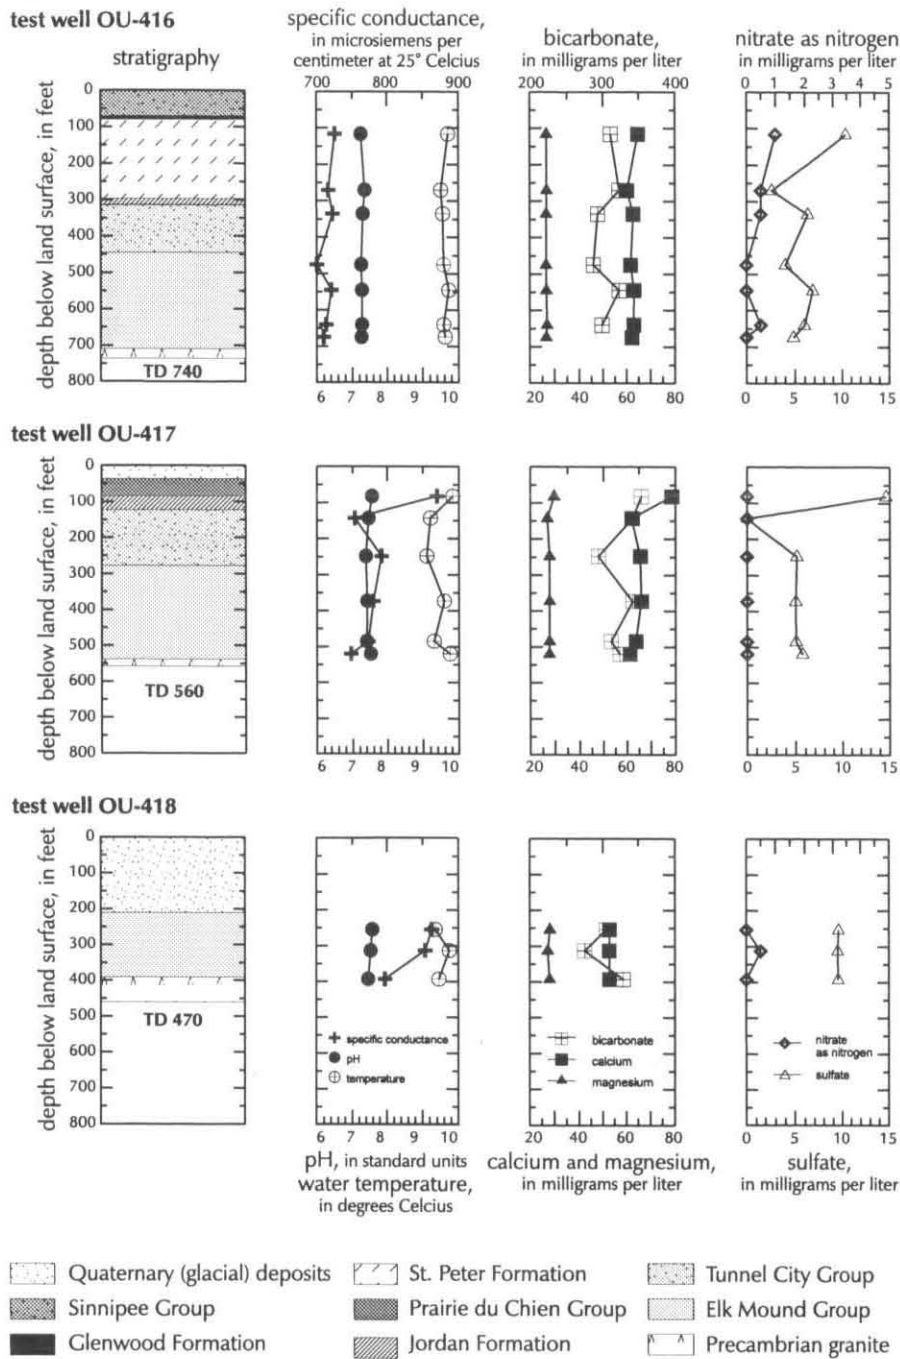 test well OU-416
stratigraphy
specific conductance,
in microsiemens per
centimeter at 25° Celcius
bicarbonate,
in milligrams per liter
nitrate as nitrogen
in milligrams per liter
700 800 900
200 300 400
0 1 2 3 4 5
depth below land surface, in feet
0
100
200
300
400
500
600
700
800
TD 740
6 7 8 9 10
20 40 60 80
0 5 10 15
test well OU-417
depth below land surface, in feet
0
100
200
300
400
500
600
700
800
TD 560
6 7 8 9 10
20 40 60 80
0 5 10 15
test well OU-418
depth below land surface, in feet
0
100
200
300
400
500
600
700
800
TD 470
specific conductance
pH
temperature
bicarbonate
calcium
magnesium
nitrate
as nitrogen
sulfate
6 7 8 9 10
20 40 60 80
0 5 10 15
pH, in standard units
water temperature,
in degrees Celcius
calcium and magnesium,
in milligrams per liter
sulfate,
in milligrams per liter
Quaternary (glacial) deposits
St. Peter Formation
Tunnel City Group
Sinnipee Group
Prairie du Chien Group
Elk Mound Group
Glenwood Formation
Jordan Formation
Precambrian granite